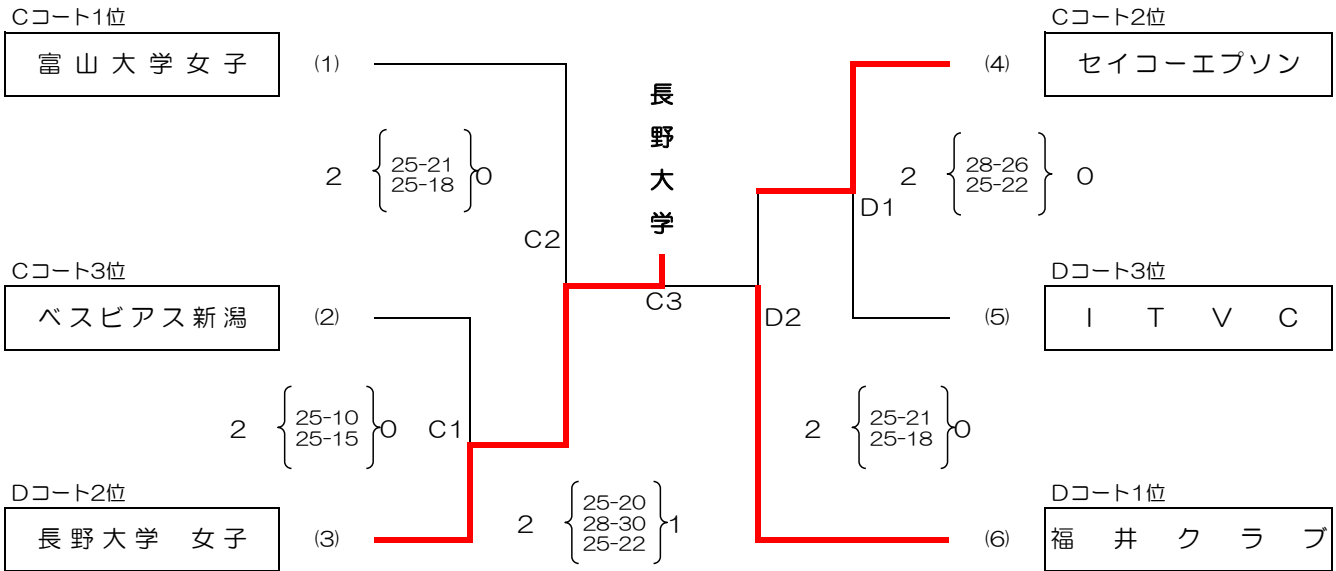 Cコート1位
富山大学女子
(1)
Cコート2位
セイコーエプソン
(4)
長野大学
2
25-21
25-18
0
2
28-26
25-22
0
D1
C2
Cコート3位
ベスビアス新潟
(2)
C3
D2
Dコート3位
ITVC
(5)
2
25-10
25-15
0
C1
2
25-21
25-18
0
Dコート2位
長野大学 女子
(3)
2
25-20
28-30
25-22
1
Dコート1位
福井クラブ
(6)